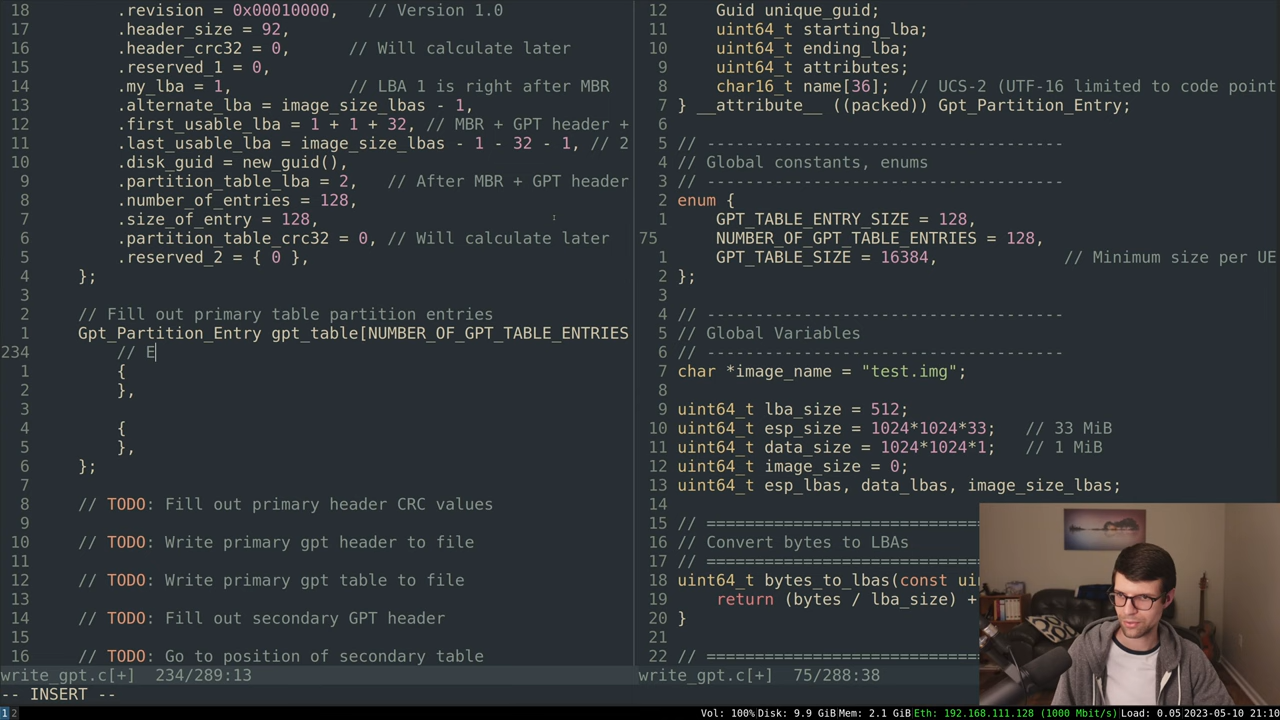 18         .revision = 0x00010000,   // Version 1.0
17         .header_size = 92,
16         .header_crc32 = 0,      // Will calculate later
15         .reserved_1 = 0,
14         .my_lba = 1,            // LBA 1 is right after MBR
13         .alternate_lba = image_size_lbas - 1,
12         .first_usable_lba = 1 + 1 + 32, // MBR + GPT header +
11         .last_usable_lba = image_size_lbas - 1 - 32 - 1, // 2
10         .disk_guid = new_guid(),
9         .partition_table_lba = 2,   // After MBR + GPT header
8         .number_of_entries = 128,
7         .size_of_entry = 128,
6         .partition_table_crc32 = 0, // Will calculate later
5         .reserved_2 = { 0 },
4     };
3
2     // Fill out primary table partition entries
1     Gpt_Partition_Entry gpt_table[NUMBER_OF_GPT_TABLE_ENTRIES
234         // E
1         {
2         },
3
4         {
5         },
6     };
7
8     // TODO: Fill out primary header CRC values
9
10     // TODO: Write primary gpt header to file
11
12     // TODO: Write primary gpt table to file
13
14     // TODO: Fill out secondary GPT header
15
16     // TODO: Go to position of secondary table
write_gpt.c[+]  234/289:13
12     Guid unique_guid;
11     uint64_t starting_lba;
10     uint64_t ending_lba;
9     uint64_t attributes;
8     char16_t name[36];  // UCS-2 (UTF-16 limited to code point
7 } __attribute__ ((packed)) Gpt_Partition_Entry;
6
5 // -------------------------------------
4 // Global constants, enums
3 // -------------------------------------
2 enum {
1     GPT_TABLE_ENTRY_SIZE = 128,
75     NUMBER_OF_GPT_TABLE_ENTRIES = 128,
1     GPT_TABLE_SIZE = 16384,             // Minimum size per UE
2 };
3
4 // -------------------------------------
5 // Global Variables
6 // -------------------------------------
7 char *image_name = "test.img";
8
9 uint64_t lba_size = 512;
10 uint64_t esp_size = 1024*1024*33;   // 33 MiB
11 uint64_t data_size = 1024*1024*1;   // 1 MiB
12 uint64_t image_size = 0;
13 uint64_t esp_lbas, data_lbas, image_size_lbas;
14
15 // ============================
16 // Convert bytes to LBAs
17 // ============================
18 uint64_t bytes_to_lbas(const
19     return (bytes / lba_size) +
20 }
21
22 // ============================
write_gpt.c[+]  75/288:38
-- INSERT --
1 2 Vol: 100% Disk: 9.9 GiB Mem: 2.1 GiB Eth: 192.168.111.128 (1000 Mbit/s) Load: 0.05 2023-05-10 21:10